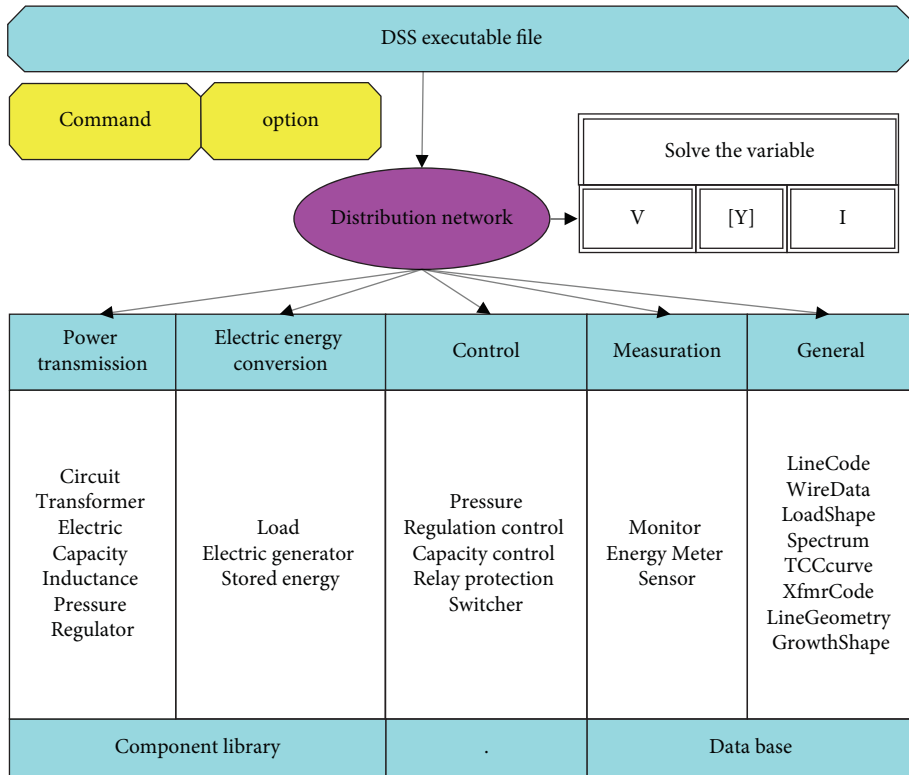 DSS executable file
Command
option
Solve the variable
Distribution network
V
[Y]
I
Power
transmission
Electric energy
conversion
Control
Measuration
General
Circuit
Transformer
Electric
Capacity
Inductance
Pressure
Regulator
Load
Electric generator
Stored energy
Pressure
Regulation control
Capacity control
Relay protection
Switcher
Monitor
Energy Meter
Sensor
LineCode
WireData
LoadShape
Spectrum
TCCcurve
XfmrCode
LineGeometry
GrowthShape
Component library
.
Data base